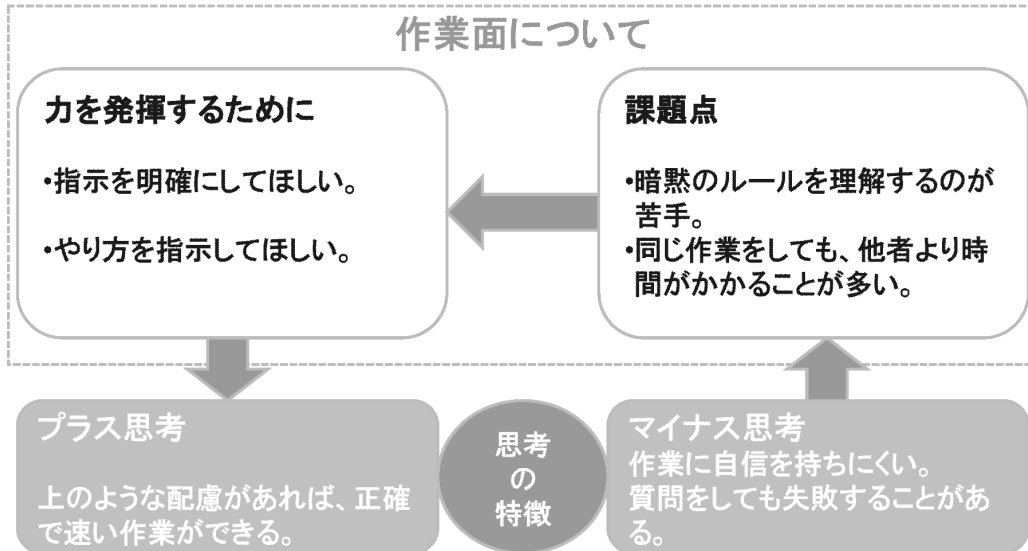 作業面について
力を発揮するために
・指示を明確にしてほしい。
・やり方を指示してほしい。
課題点
・暗黙のルールを理解するのが
苦手。
・同じ作業をしても、他者より時
間がかかることが多い。
プラス思考
上のような配慮があれば、正確
で速い作業ができる。
思考
の
特徴
マイナス思考
作業に自信を持ちにくい。
質問をしても失敗することがあ
る。